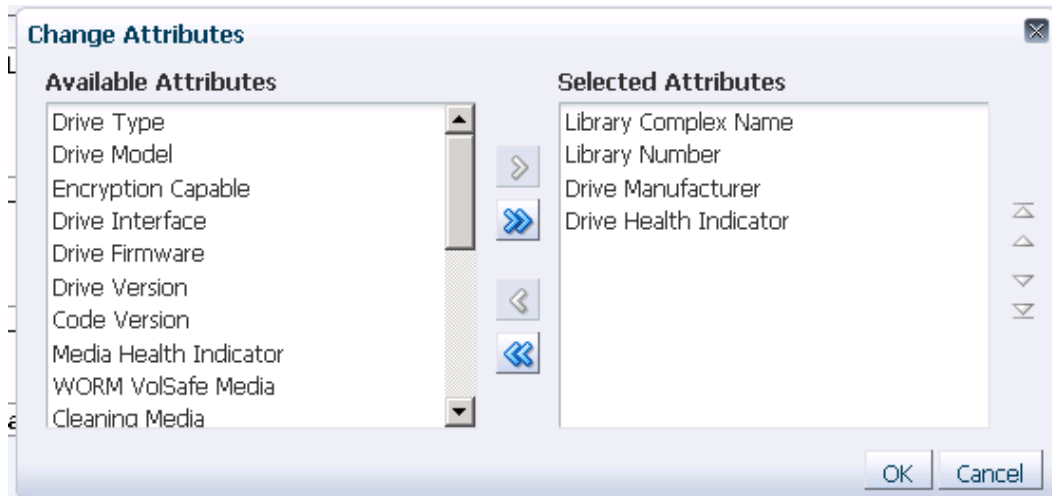 Change Attributes
Available Attributes
Drive Type
Drive Model
Encryption Capable
Drive Interface
Drive Firmware
Drive Version
Code Version
Media Health Indicator
WORM VolSafe Media
Cleaning Media
Selected Attributes
Library Complex Name
Library Number
Drive Manufacturer
Drive Health Indicator
OK
Cancel